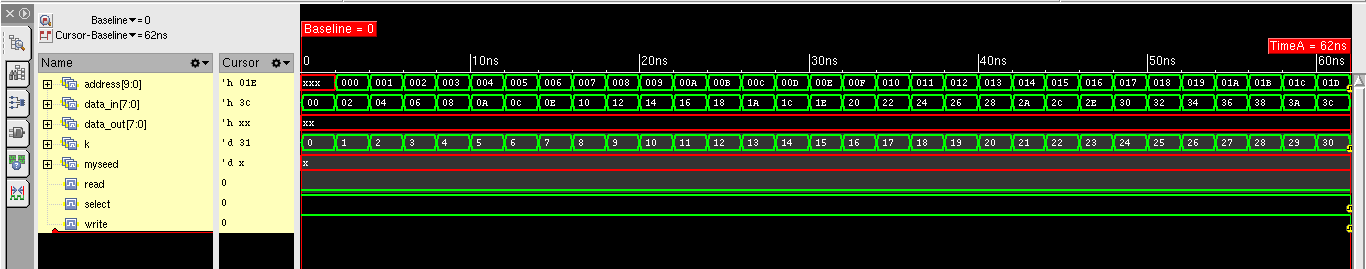 Baseline▼= 0
Cursor-Baseline▼= 62ns
Baseline = 0
TimeA = 62ns
Name
Cursor
0 10ns 20ns 30ns 40ns 50ns 60ns
address[9:0] 'h 01E xxx 000 001 002 003 004 005 006 007 008 009 00A 00B 00C 00D 00E 00F 010 011 012 013 014 015 016 017 018 019 01A 01B 01C 01D
data_in[7:0] 'h 3C 00 02 04 06 08 0A 0C 0E 10 12 14 16 18 1A 1C 1E 20 22 24 26 28 2A 2C 2E 30 32 34 36 38 3A 3C
data_out[7:0] 'h xx xx
k 'd 31 0 1 2 3 4 5 6 7 8 9 10 11 12 13 14 15 16 17 18 19 20 21 22 23 24 25 26 27 28 29 30
myseed 'd x x
read 0
select 0
write 0